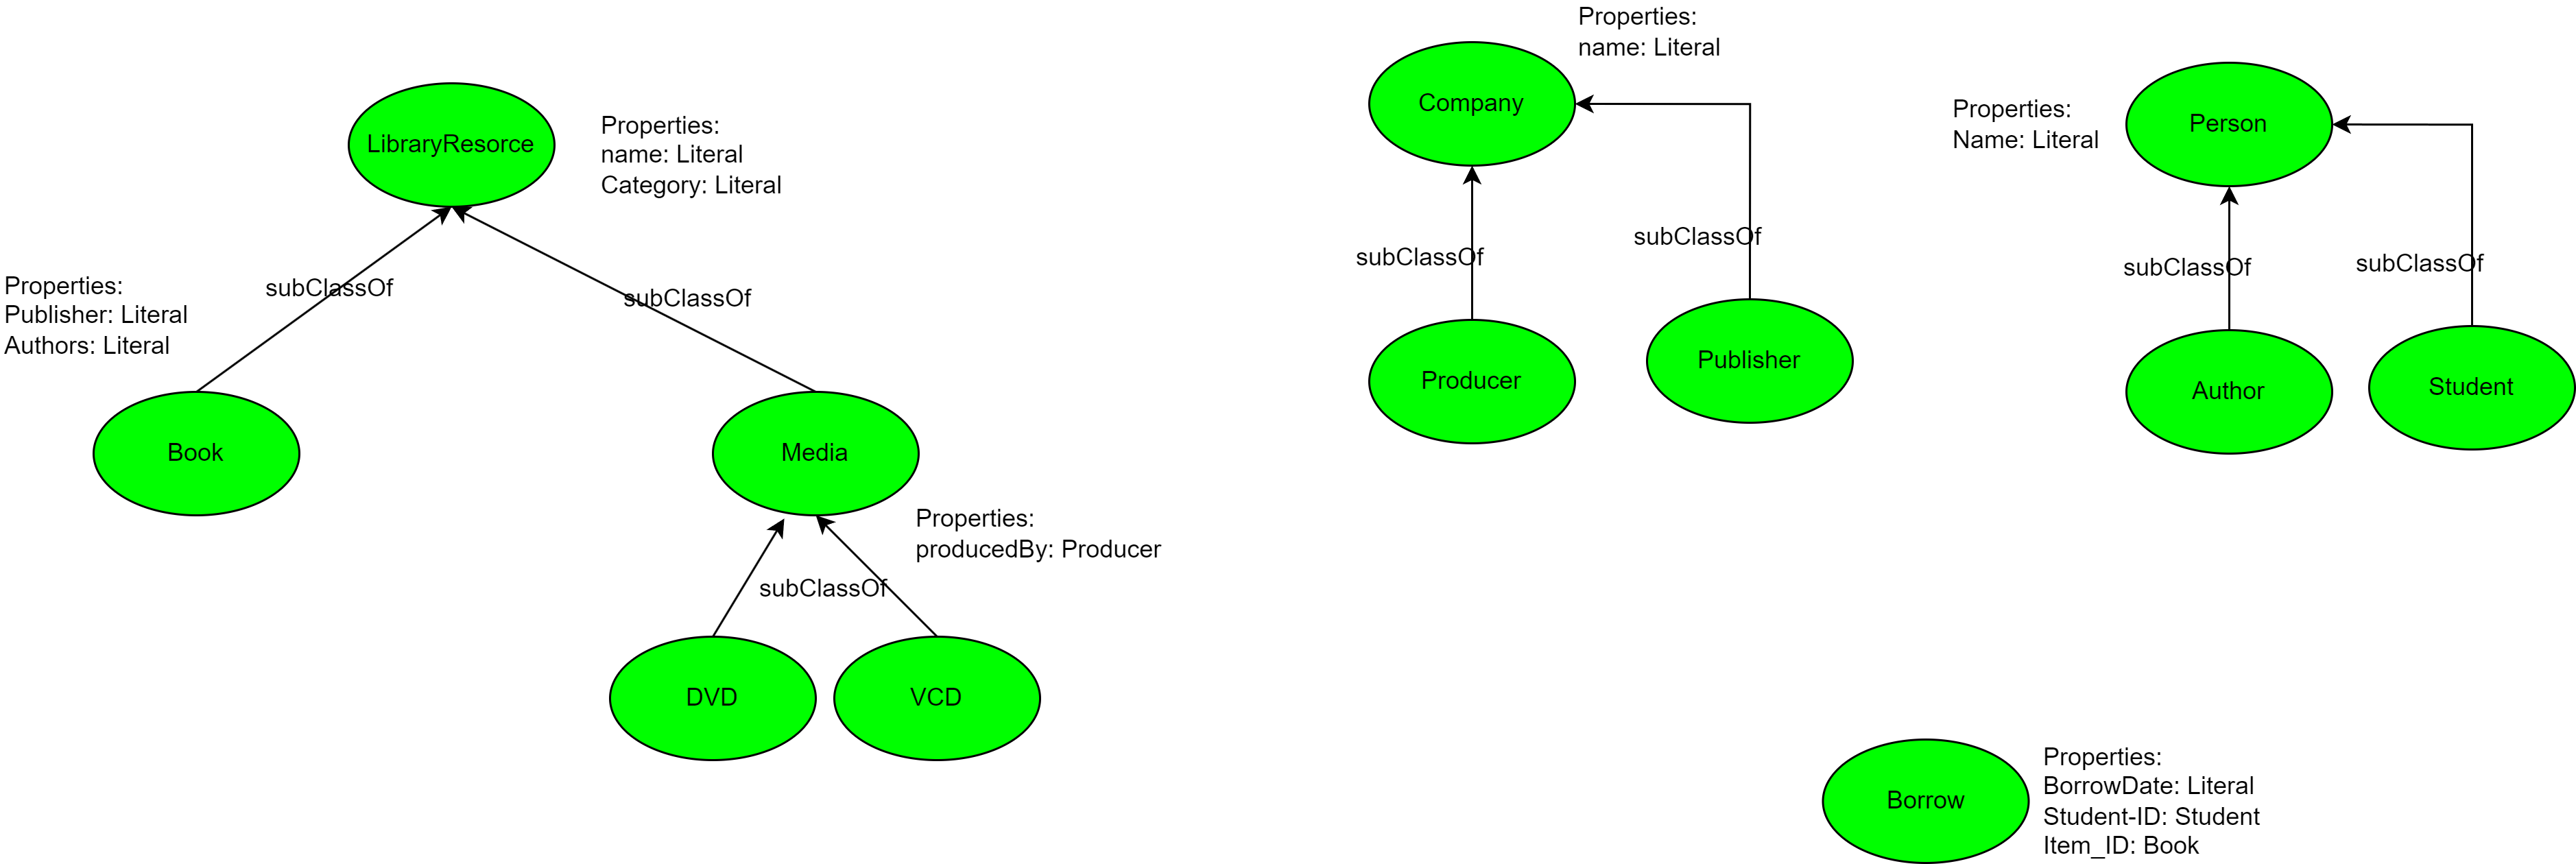 Properties:
name: Literal
Company
LibraryResorce
Properties:
name: Literal
Category: Literal
Properties:
Name: Literal
Person
subClassOf
subClassOf
subClassOf
subClassOf
subClassOf
subClassOf
Properties:
Publisher: Literal
Authors: Literal
Book
Media
Producer
Publisher
Author
Student
Properties:
producedBy: Producer
subClassOf
DVD
VCD
Borrow
Properties:
BorrowDate: Literal
Student-ID: Student
Item_ID: Book